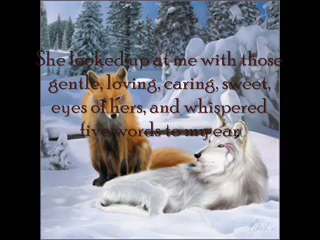 She looked up at me with those
gentle, loving, caring, sweet,
eyes of hers, and whispered
five words to my ear.